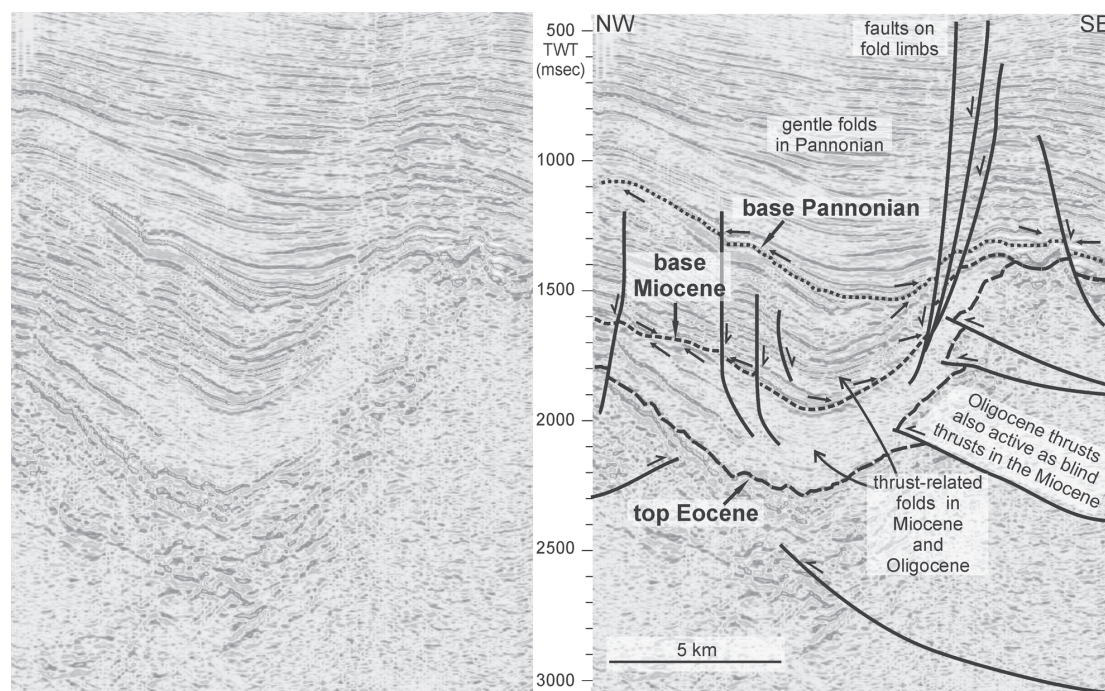 NW
SE
500
TWT
(msec)
1000
1500
2000
2500
3000
faults on
fold limbs
gentle folds
in Pannonian
base Pannonian
base
Miocene
Oligocene thrusts
also active as blind
thrusts in the Miocene
thrust-related
folds in
Miocene
and
Oligocene
top Eocene
5 km